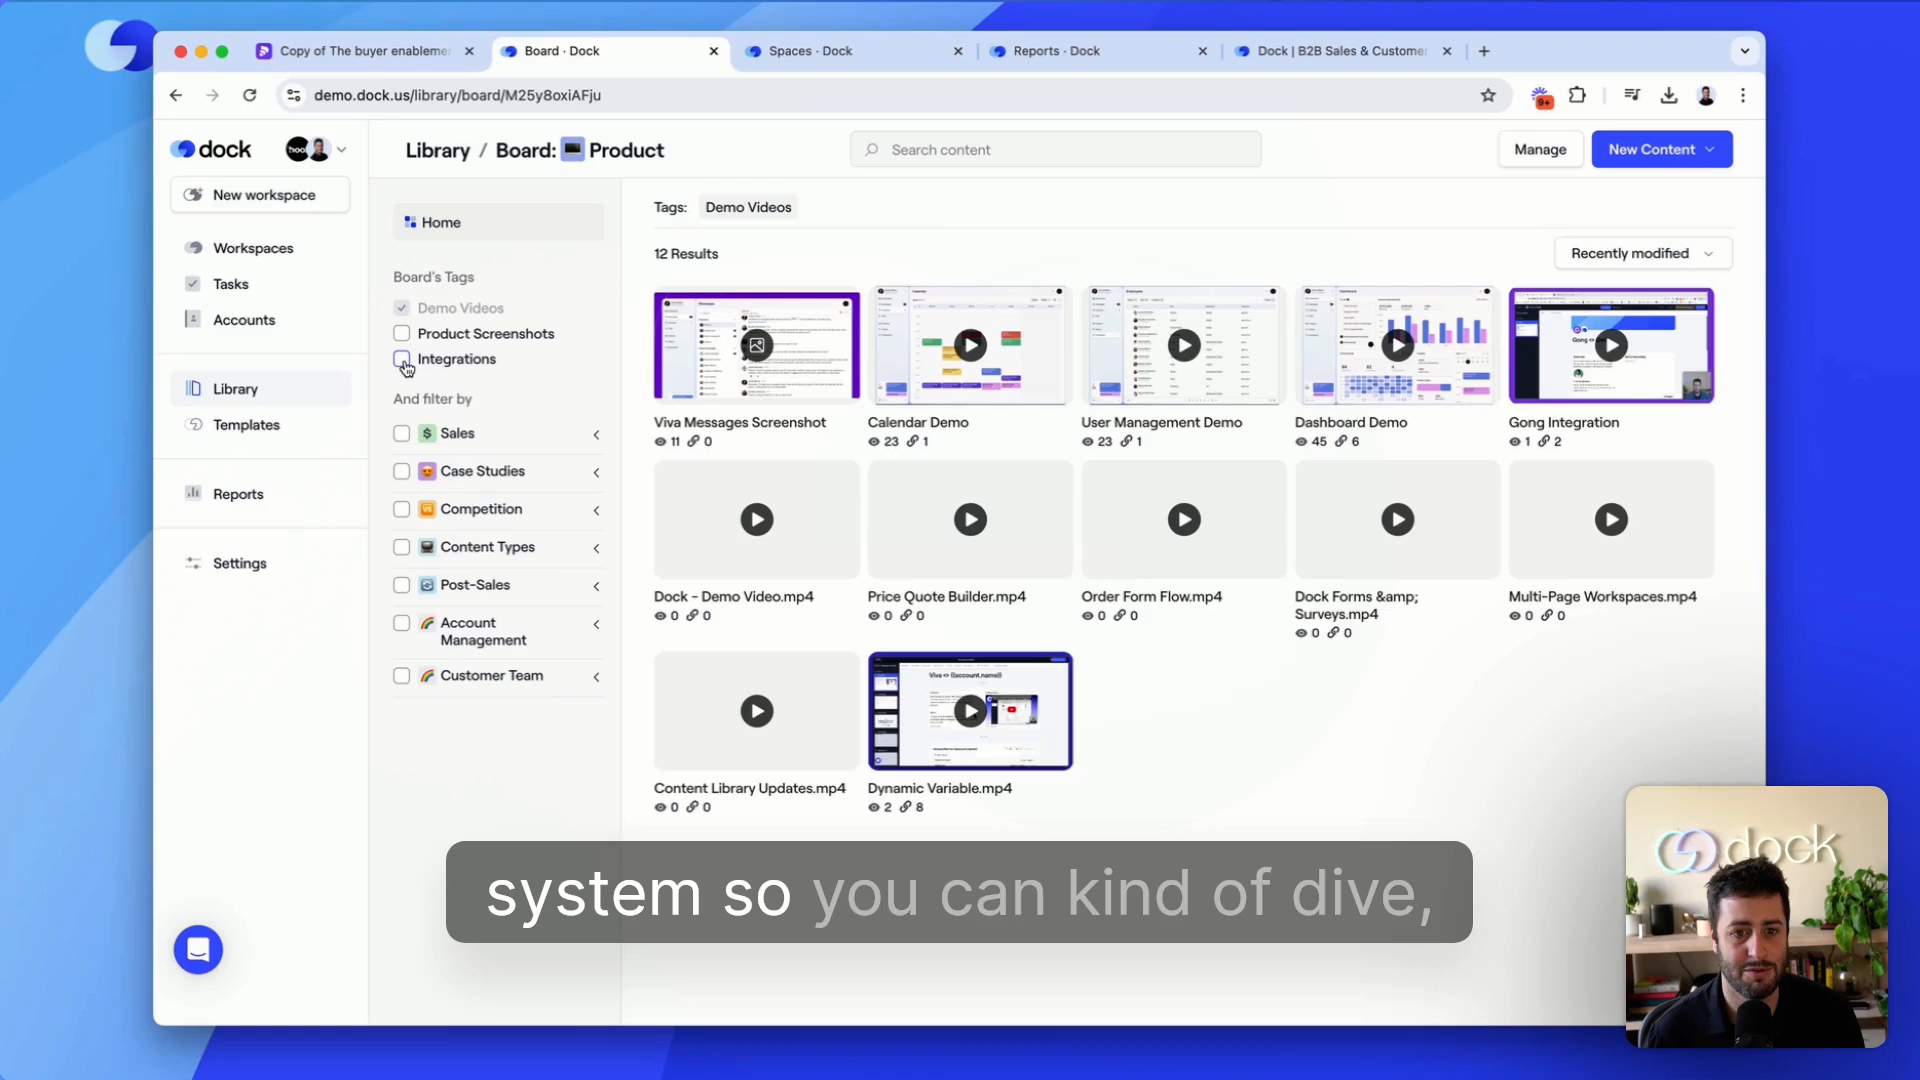 Copy of The buyer enableme
Board · Dock
Spaces · Dock
Reports · Dock
Dock | B2B Sales & Customer
demo.dock.us/library/board/M25y8oxiAFju
9+
dock
Library / Board: Product
Search content
Manage
New Content
New workspace
Workspaces
Tasks
Accounts
Library
Templates
Reports
Settings
Home
Board's Tags
Demo Videos
Product Screenshots
Integrations
And filter by
Sales
Case Studies
Competition
Content Types
Post-Sales
Account
Management
Customer Team
Tags: Demo Videos
12 Results
Recently modified
Viva Messages Screenshot
11 0
Calendar Demo
23 1
User Management Demo
23 1
Dashboard Demo
45 6
Gong Integration
1 2
Dock - Demo Video.mp4
0 0
Price Quote Builder.mp4
0 0
Order Form Flow.mp4
0 0
Dock Forms &amp;
Surveys.mp4
0 0
Multi-Page Workspaces.mp4
0 0
Content Library Updates.mp4
0 0
Viva <> {{account.name}}
Dynamic Variable.mp4
2 8
system so you can kind of dive,
dock